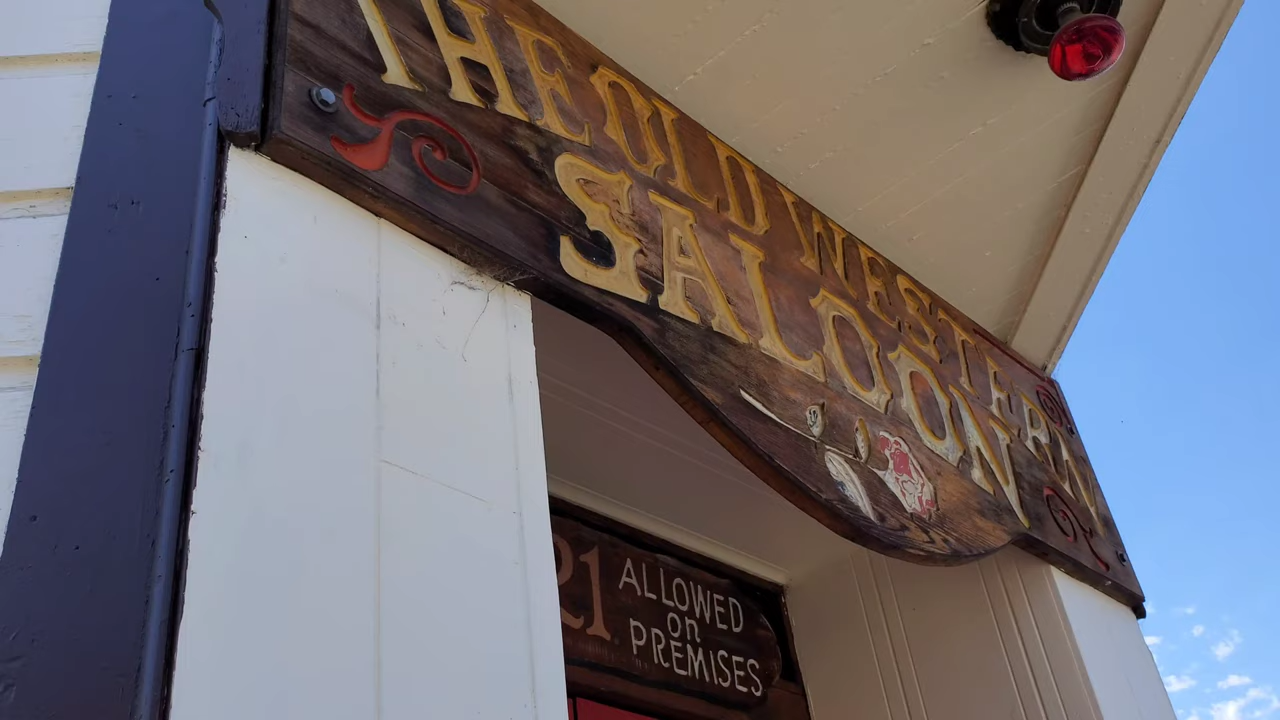 THE OLD WESTERN
SALOON
21
ALLOWED
on
PREMISES